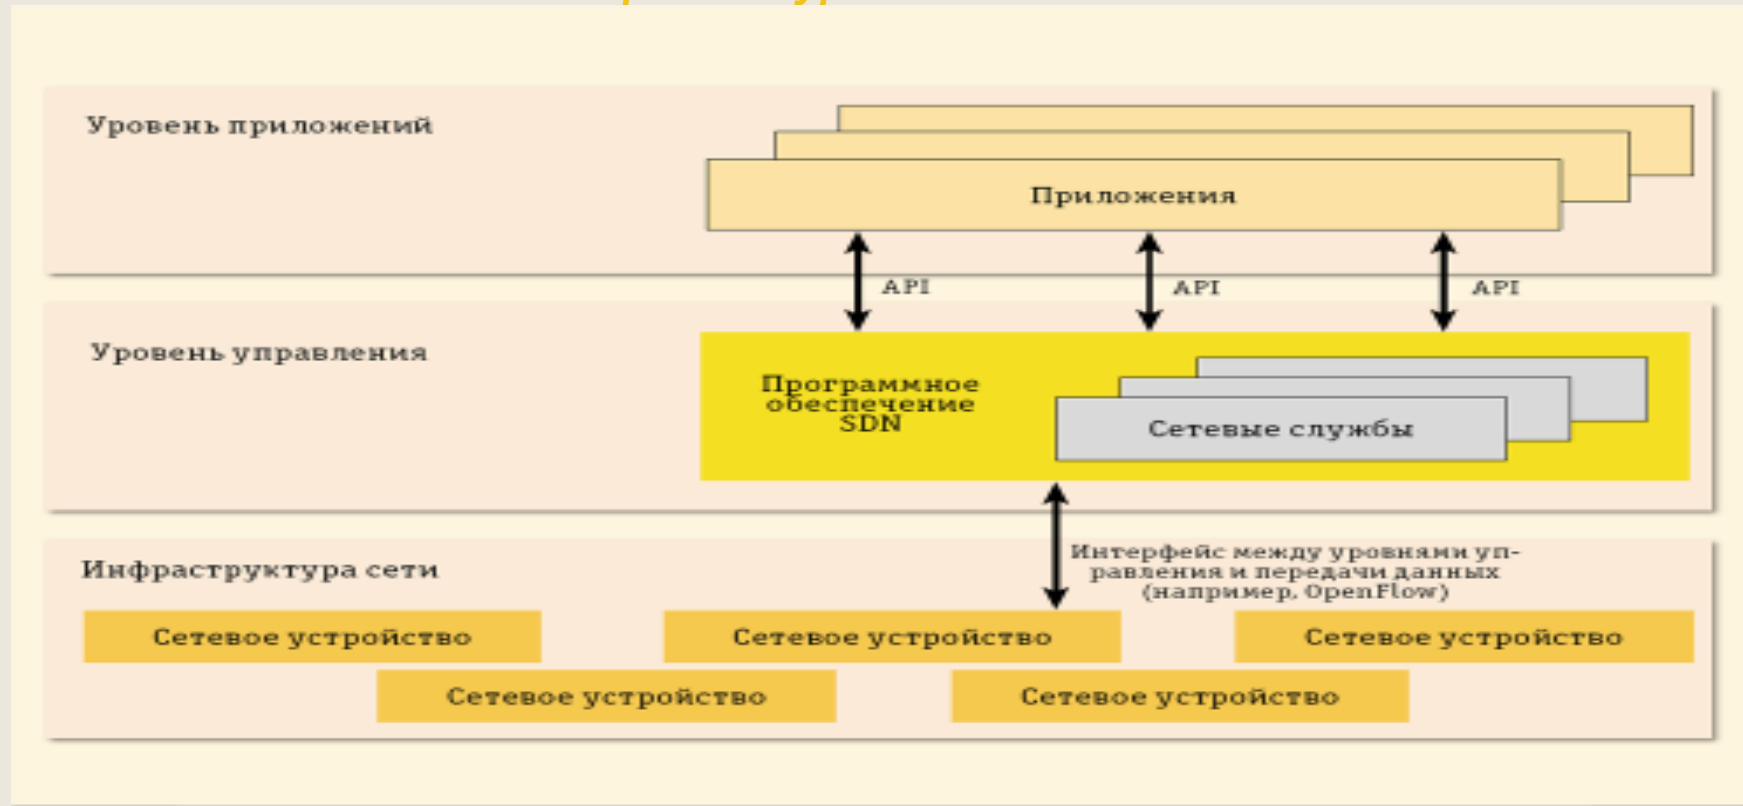 Уровень приложений
Приложения
API
API
API
Уровень управления
Программное
обеспечение
SDN
Сетевые службы
Интерфейс между уровнями уп-
равления и передачи данных
(например, OpenFlow)
Инфраструктура сети
Сетевое устройство
Сетевое устройство
Сетевое устройство
Сетевое устройство
Сетевое устройство